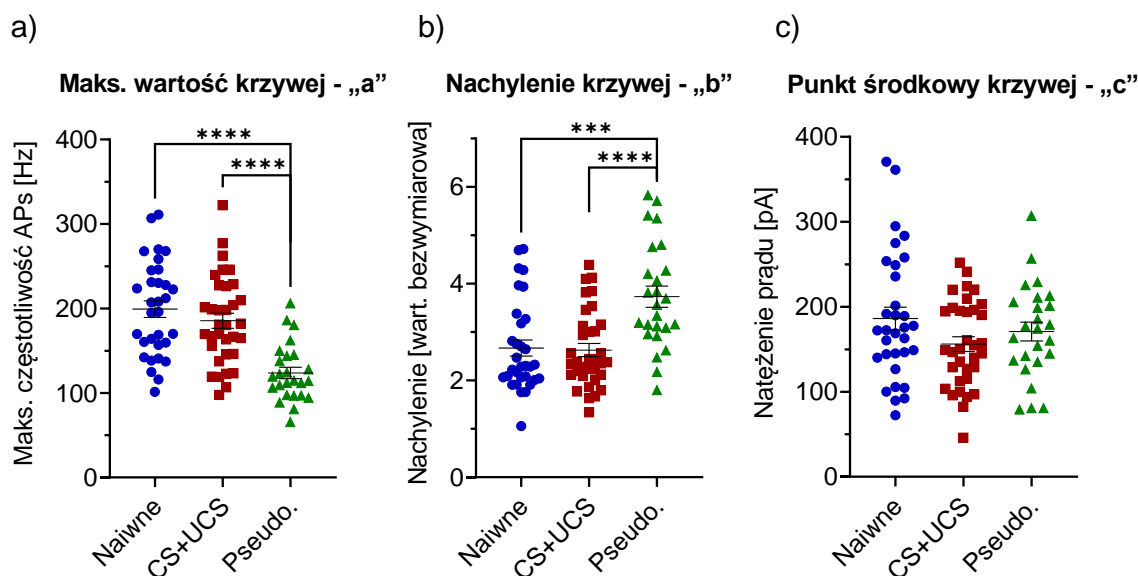 a)
Maks. wartość krzywej - „a”
Maks. częstotliwość APs [Hz]
400
300
200
100
0
****
****
Naiwne
CS+UCS
Pseudo.
b)
Nachylenie krzywej - „b”
Nachylenie [wart. bezwymiarowa]
6
4
2
0
***
****
Naiwne
CS+UCS
Pseudo.
c)
Punkt środkowy krzywej - „c”
Natężenie prądu [pA]
400
300
200
100
0
Naiwne
CS+UCS
Pseudo.